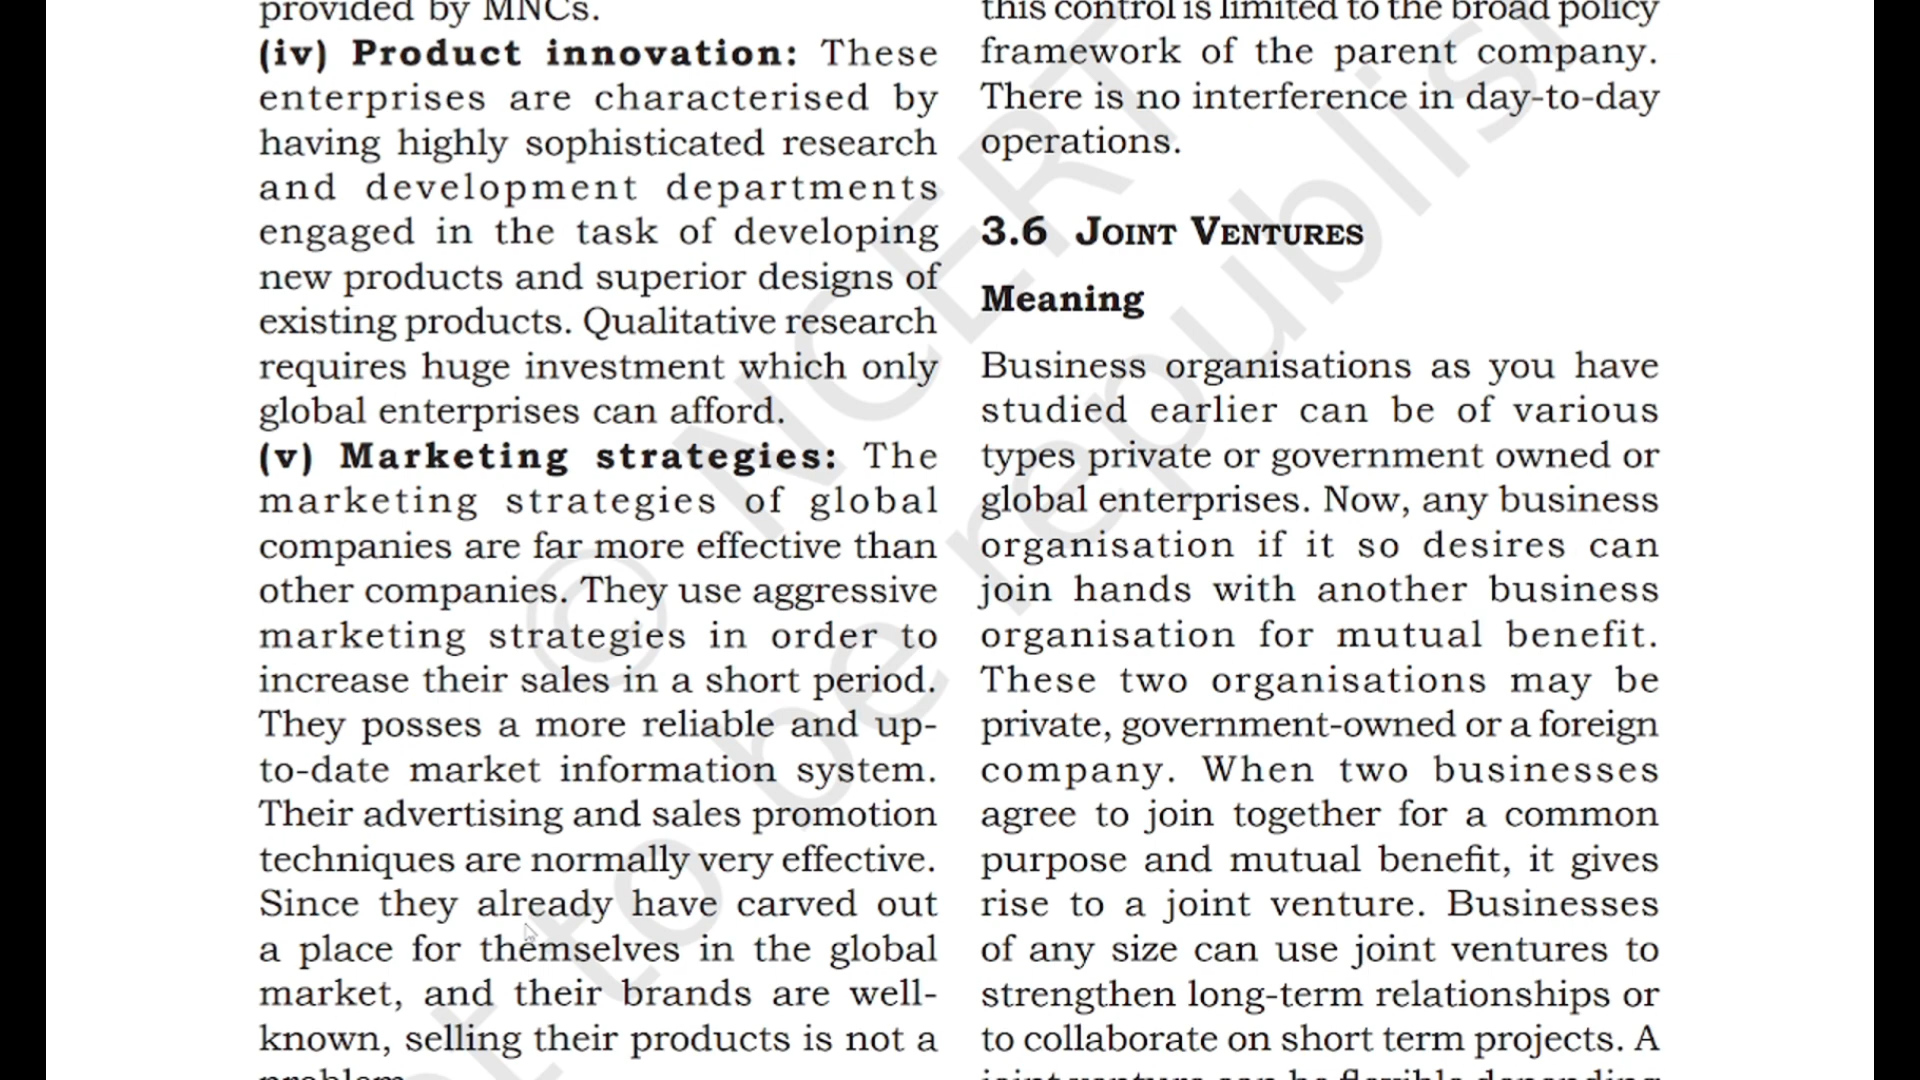 provided by MNCs.
(iv) Product innovation: These
enterprises are characterised by
having highly sophisticated research
and development departments
engaged in the task of developing
new products and superior designs of
existing products. Qualitative research
requires huge investment which only
global enterprises can afford.
(v) Marketing strategies: The
marketing strategies of global
companies are far more effective than
other companies. They use aggressive
marketing strategies in order to
increase their sales in a short period.
They posses a more reliable and up-
to-date market information system.
Their advertising and sales promotion
techniques are normally very effective.
Since they already have carved out
a place for themselves in the global
market, and their brands are well-
known, selling their products is not a
problem.
this control is limited to the broad policy
framework of the parent company.
There is no interference in day-to-day
operations.
3.6 JOINT VENTURES
Meaning
Business organisations as you have
studied earlier can be of various
types private or government owned or
global enterprises. Now, any business
organisation if it so desires can
join hands with another business
organisation for mutual benefit.
These two organisations may be
private, government-owned or a foreign
company. When two businesses
agree to join together for a common
purpose and mutual benefit, it gives
rise to a joint venture. Businesses
of any size can use joint ventures to
strengthen long-term relationships or
to collaborate on short term projects. A
joint venture can be flexible depending
© NCERT
to be republis